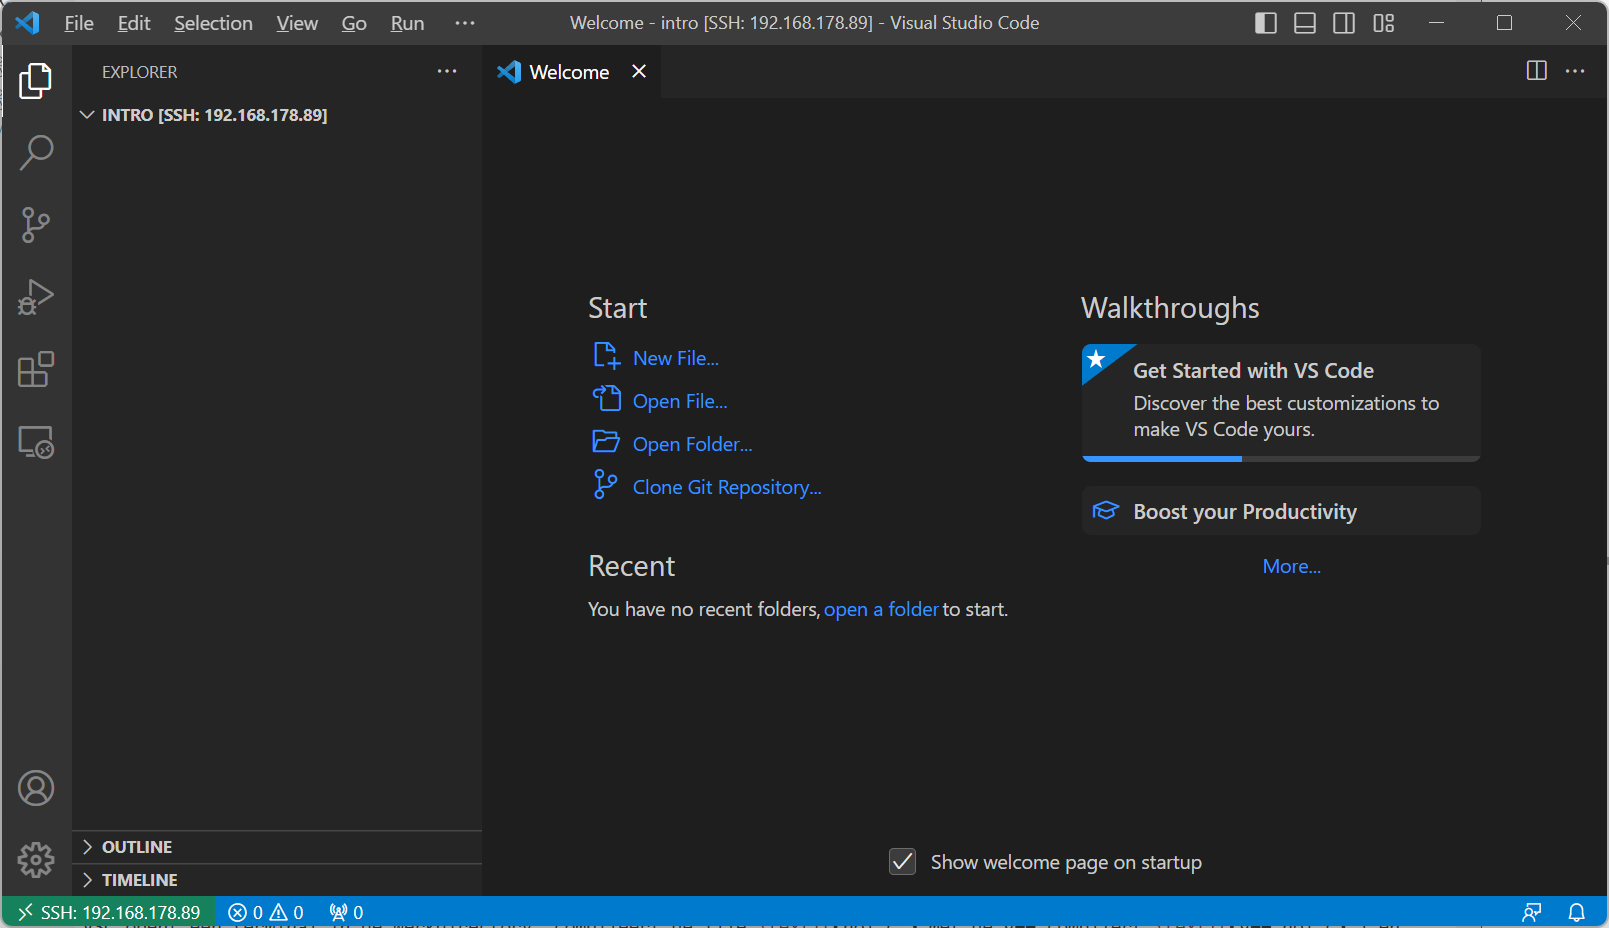 File Edit Selection View Go Run ···
Welcome - intro [SSH: 192.168.178.89] - Visual Studio Code
EXPLORER ···
Welcome
INTRO [SSH: 192.168.178.89]
Start
New File...
Open File...
Open Folder...
Clone Git Repository...
Recent
You have no recent folders, open a folder to start.
Walkthroughs
Get Started with VS Code
Discover the best customizations to
make VS Code yours.
Boost your Productivity
More...
Show welcome page on startup
OUTLINE
TIMELINE
SSH: 192.168.178.89 0 0 0